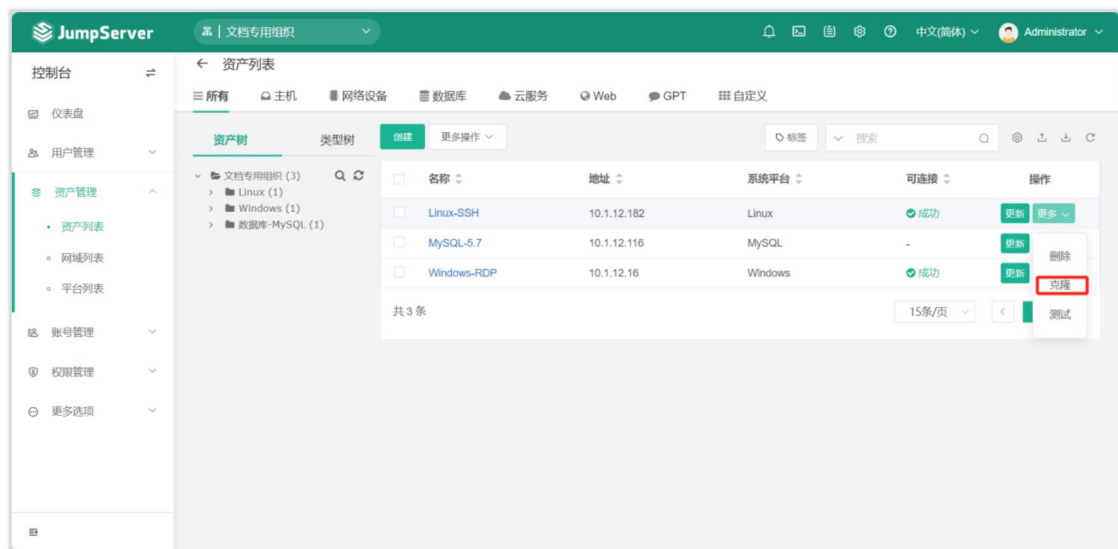 JumpServer 文档专用组织 中文(简体) Administrator
控制台
仪表盘
用户管理
资产管理
资产列表
网域列表
平台列表
账号管理
权限管理
更多选项
资产列表
所有 主机 网络设备 数据库 云服务 Web GPT 自定义
资产树 类型树
文档专用组织 (3)
Linux (1)
Windows (1)
数据库-MySQL (1)
创建 更多操作 标签 搜索
名称 地址 系统平台 可连接 操作
Linux-SSH 10.1.12.182 Linux 成功 更新 更多
MySQL-5.7 10.1.12.116 MySQL - 更新
Windows-RDP 10.1.12.16 Windows 成功 更新
删除
克隆
测试
共 3 条 15条/页